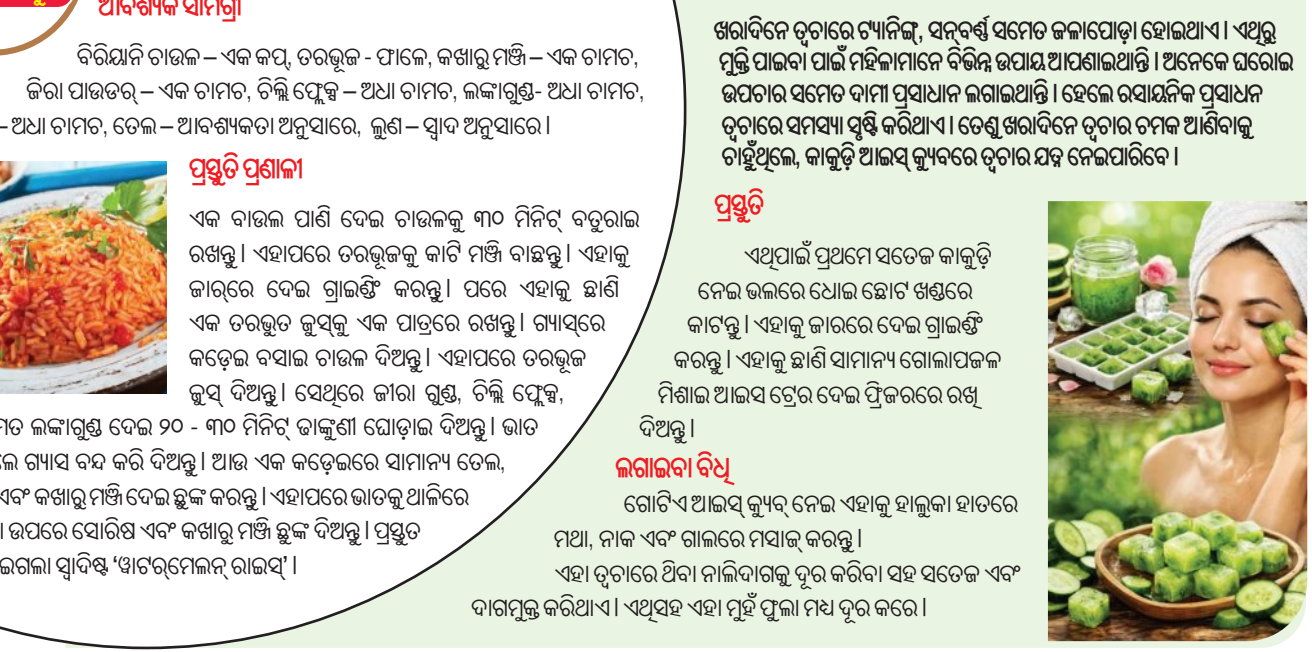 ଆବଶ୍ୟକ ସାମଗ୍ରୀ
ବିରିୟାନି ଚାଉଳ – ଏକ କପ୍, ତରଭୂଜ - ଫାଳେ, କଖାରୁ ମଞ୍ଜି – ଏକ ଚାମଚ,
ଜିରା ପାଉଡର୍ – ଏକ ଚାମଚ, ଚିଲ୍ଲି ଫ୍ଲେକ୍ସ – ଅଧା ଚାମଚ, ଲଙ୍କାଗୁଣ୍ଡ- ଅଧା ଚାମଚ,
– ଅଧା ଚାମଚ, ତେଲ – ଆବଶ୍ୟକତା ଅନୁସାରେ, ଲୁଣ – ସ୍ୱାଦ ଅନୁସାରେ ।
ପ୍ରସ୍ତୁତି ପ୍ରଣାଳୀ
ଏକ ବାଉଲ ପାଣି ଦେଇ ଚାଉଳକୁ ୩୦ ମିନିଟ୍ ବତୁରାଇ
ରଖନ୍ତୁ । ଏହାପରେ ତରଭୂଜକୁ କାଟି ମଞ୍ଜି ବାଛନ୍ତୁ । ଏହାକୁ
ଜାର୍‌ରେ ଦେଇ ଗ୍ରାଇଣ୍ଡିଂ କରନ୍ତୁ । ପରେ ଏହାକୁ ଛାଣି
ଏକ ତରଭୁତ ଜୁସ୍‌କୁ ଏକ ପାତ୍ରରେ ରଖନ୍ତୁ । ଗ୍ୟାସ୍‌ରେ
କଡ଼େଇ ବସାଇ ଚାଉଳ ଦିଅନ୍ତୁ । ଏହାପରେ ତରଭୂଜ
ଜୁସ୍ ଦିଅନ୍ତୁ । ସେଥିରେ ଜୀରା ଗୁଣ୍ଡ, ଚିଲ୍ଲି ଫ୍ଲେକ୍ସ,
ଲଙ୍କାଗୁଣ୍ଡ ଦେଇ ୨୦ - ୩୦ ମିନିଟ୍ ଢାଙ୍କୁଣୀ ଘୋଡ଼ାଇ ଦିଅନ୍ତୁ । ଭାତ
ଗ୍ୟାସ ବନ୍ଦ କରି ଦିଅନ୍ତୁ । ଆଉ ଏକ କଡ଼େଇରେ ସାମାନ୍ୟ ତେଲ,
ଏବଂ କଖାରୁ ମଞ୍ଜି ଦେଇ ଛୁଙ୍କ କରନ୍ତୁ । ଏହାପରେ ଭାତକୁ ଥାଳିରେ
ଉପରେ ସୋରିଷ ଏବଂ କଖାରୁ ମଞ୍ଜି ଛୁଙ୍କ ଦିଅନ୍ତୁ । ପ୍ରସ୍ତୁତ
ସ୍ୱାଦିଷ୍ଟ ‘ୱାଟର୍‌ମେଲନ୍ ରାଇସ୍’ ।
ଖରାଦିନେ ତ୍ୱଚାରେ ଟ୍ୟାନିଙ୍ଗ୍, ସନ୍‌ବର୍ଣ୍ଣ ସମେତ ଜଳାପୋଡ଼ା ହୋଇଥାଏ । ଏଥିରୁ
ମୁକ୍ତି ପାଇବା ପାଇଁ ମହିଳାମାନେ ବିଭିନ୍ନ ଉପାୟ ଆପଣାଇଥାନ୍ତି । ଅନେକେ ଘରୋଇ
ଉପଚାର ସମେତ ଦାମୀ ପ୍ରସାଧାନ ଲଗାଇଥାନ୍ତି । ହେଲେ ରସାୟନିକ ପ୍ରସାଧନ
ତ୍ୱଚାରେ ସମସ୍ୟା ସୃଷ୍ଟି କରିଥାଏ । ତେଣୁ ଖରାଦିନେ ତ୍ୱଚାର ଚମକ ଆଣିବାକୁ
ଚାହୁଁଥିଲେ, କାକୁଡ଼ି ଆଇସ୍ କ୍ୟୁବରେ ତ୍ୱଚାର ଯତ୍ନ ନେଇପାରିବେ ।
ପ୍ରସ୍ତୁତି
ଏଥିପାଇଁ ପ୍ରଥମେ ସତେଜ କାକୁଡ଼ି
ନେଇ ଭଲରେ ଧୋଇ ଛୋଟ ଖଣ୍ଡରେ
କାଟନ୍ତୁ । ଏହାକୁ ଜାରରେ ଦେଇ ଗ୍ରାଇଣ୍ଡିଂ
କରନ୍ତୁ । ଏହାକୁ ଛାଣି ସାମାନ୍ୟ ଗୋଲାପଜଳ
ମିଶାଇ ଆଇସ ଟ୍ରେର ଦେଇ ଫ୍ରିଜରରେ ରଖି
ଦିଅନ୍ତୁ ।
ଲଗାଇବା ବିଧି
ଗୋଟିଏ ଆଇସ୍ କ୍ୟୁବ୍ ନେଇ ଏହାକୁ ହାଲୁକା ହାତରେ
ମଥା, ନାକ ଏବଂ ଗାଲରେ ମସାଜ୍ କରନ୍ତୁ ।
ଏହା ତ୍ୱଚାରେ ଥିବା ନାଲିଦାଗକୁ ଦୂର କରିବା ସହ ସତେଜ ଏବଂ
ଦାଗମୁକ୍ତ କରିଥାଏ । ଏଥିସହ ଏହା ମୁହଁ ଫୁଲା ମଧ୍ୟ ଦୂର କରେ ।